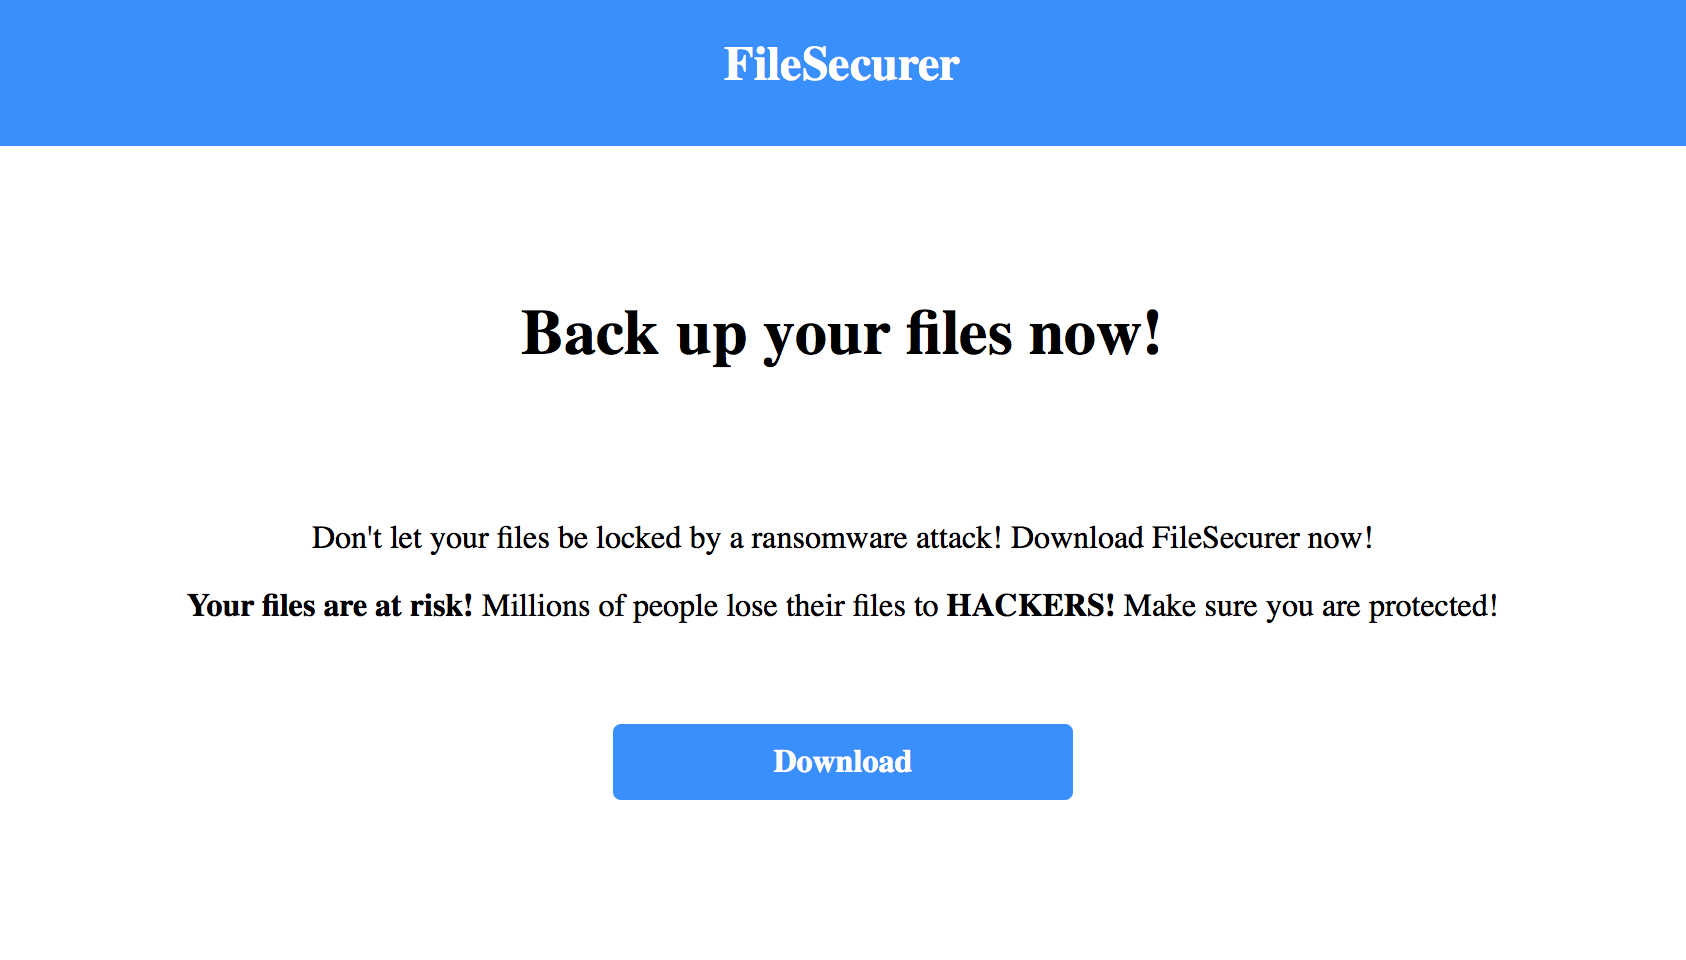 FileSecurer
Back up your files now!
Don't let your files be locked by a ransomware attack! Download FileSecurer now!
Your files are at risk! Millions of people lose their files to HACKERS! Make sure you are protected!
Download